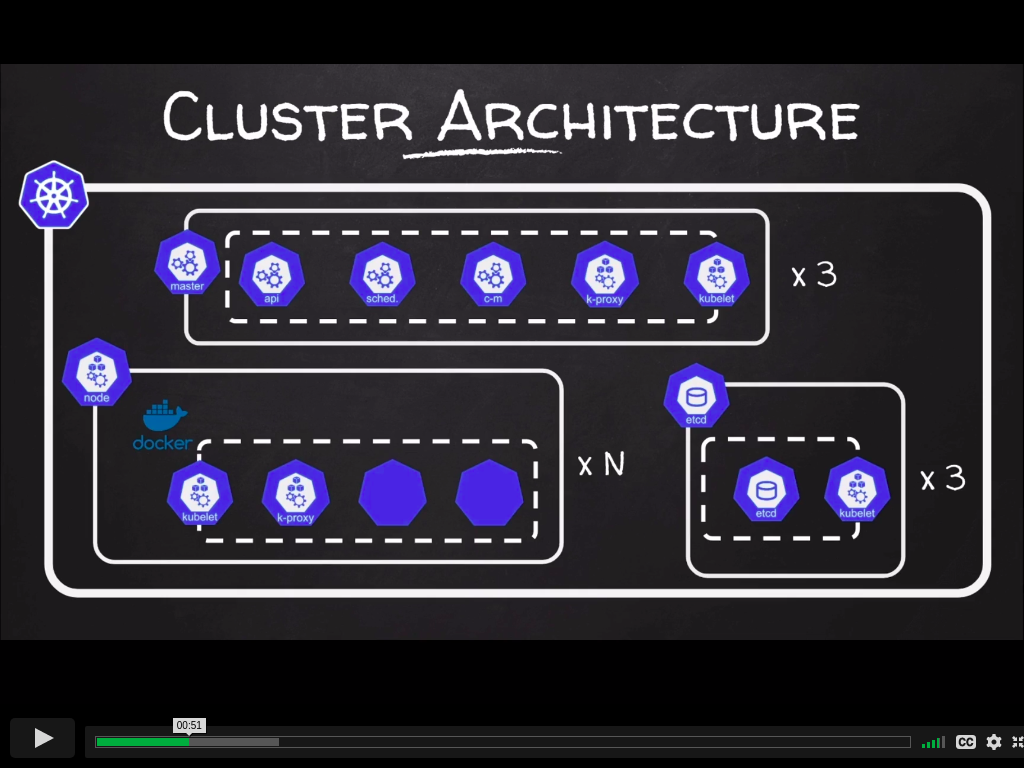 CLUSTER ARCHITECTURE
master
api
sched.
c-m
k-proxy
kubelet
x 3
node
docker
kubelet
k-proxy
x N
etcd
etcd
kubelet
x 3
00:51
CC